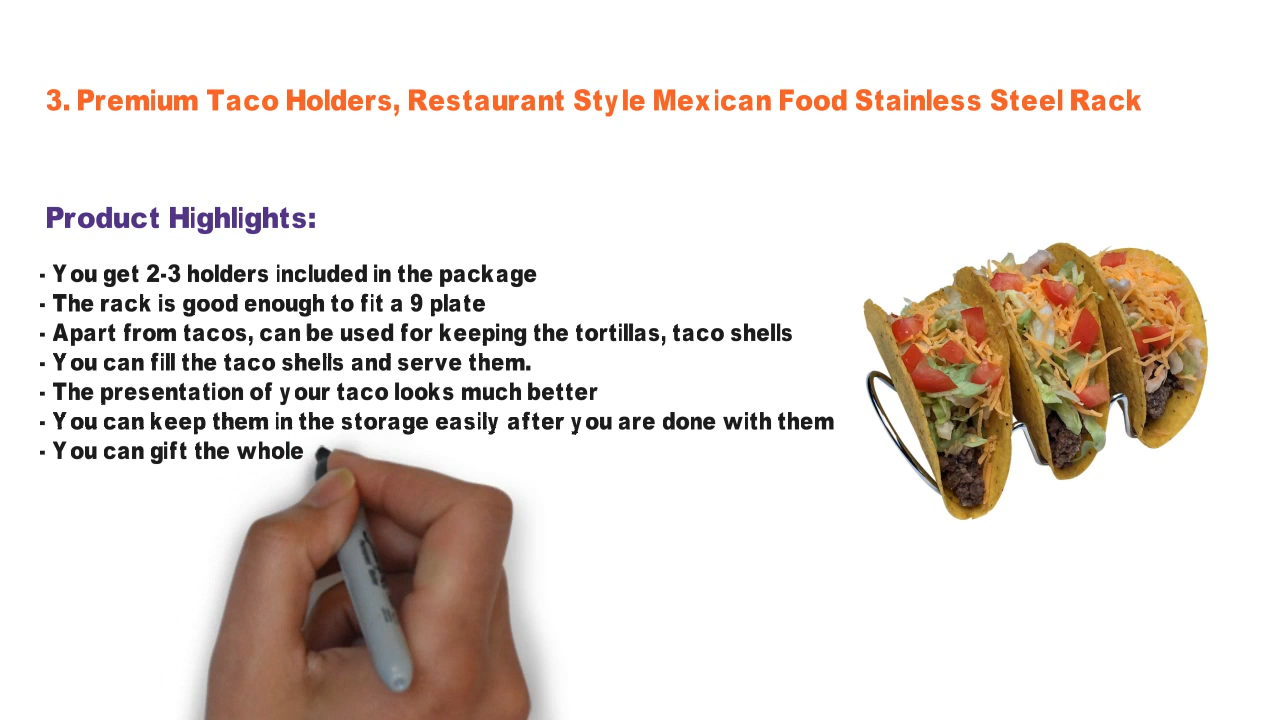 3. Premium Taco Holders, Restaurant Style Mexican Food Stainless Steel Rack
Product Highlights:
- You get 2-3 holders included in the package
- The rack is good enough to fit a 9 plate
- Apart from tacos, can be used for keeping the tortillas, taco shells
- You can fill the taco shells and serve them.
- The presentation of your taco looks much better
- You can keep them in the storage easily after you are done with them
- You can gift the whole